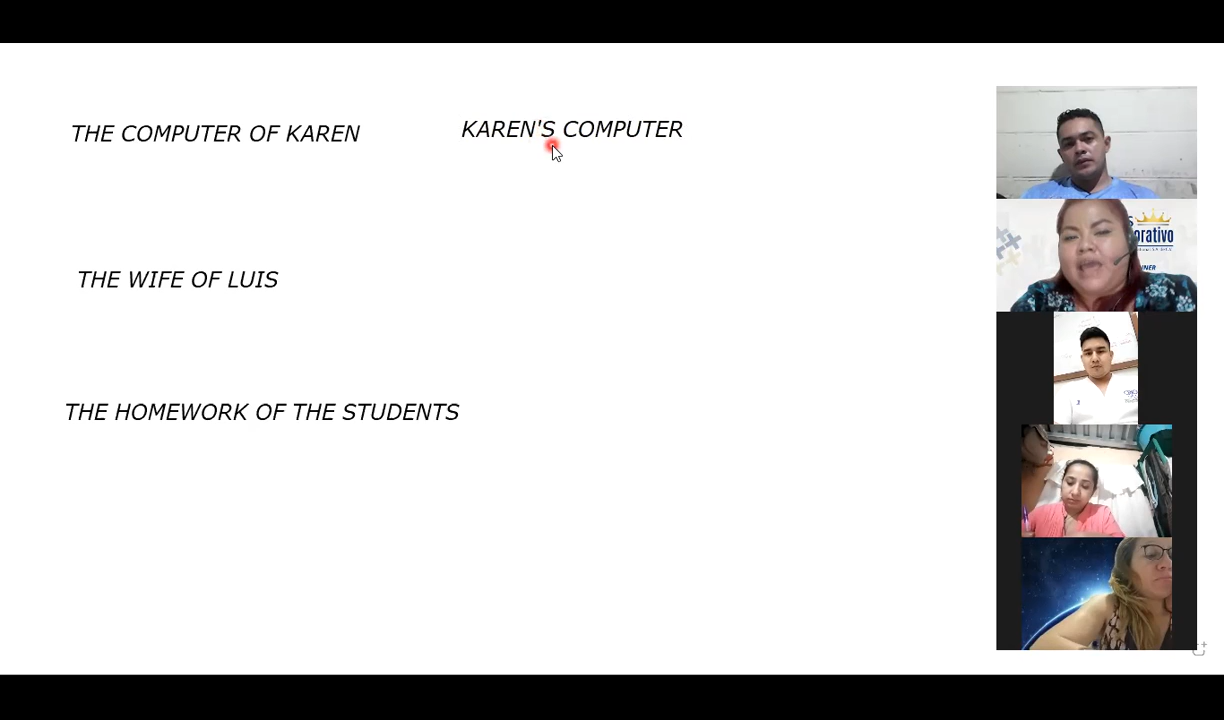 THE COMPUTER OF KAREN
KAREN'S COMPUTER
THE WIFE OF LUIS
THE HOMEWORK OF THE STUDENTS
S
orativo